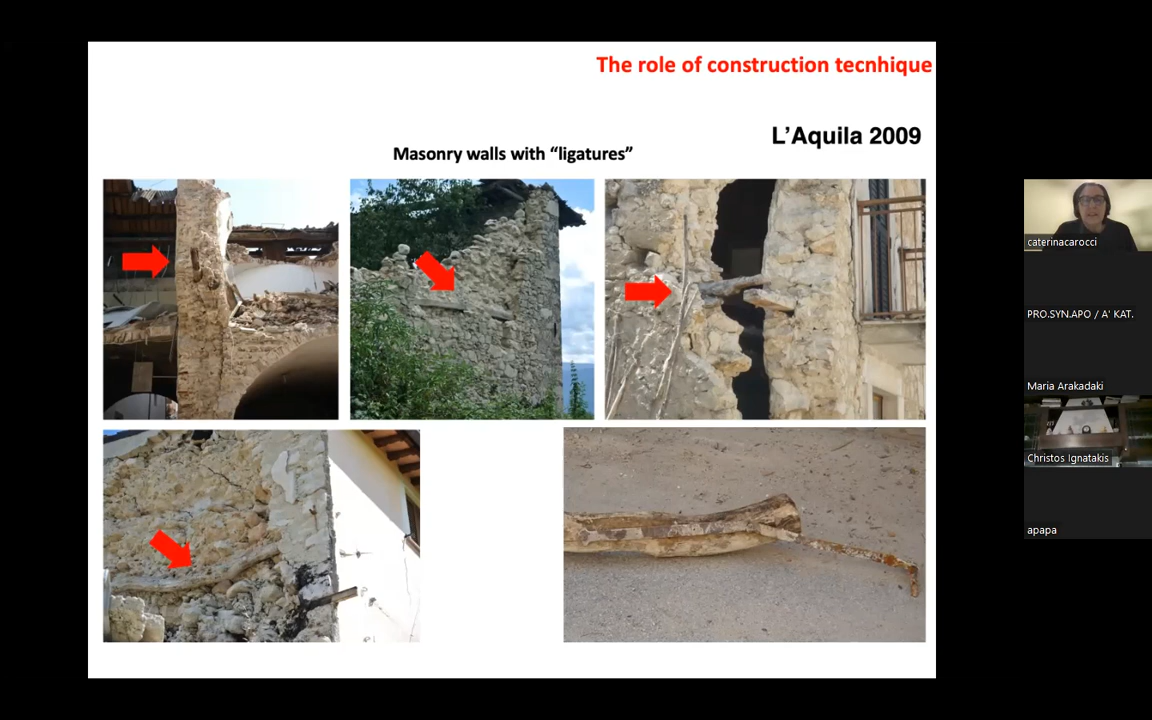 The role of construction tecnhique
L’Aquila 2009
Masonry walls with “ligatures”
caterinacarocci
PRO.SYN.APO / A' KAT.
Maria Arakadaki
Christos Ignatakis
apapa